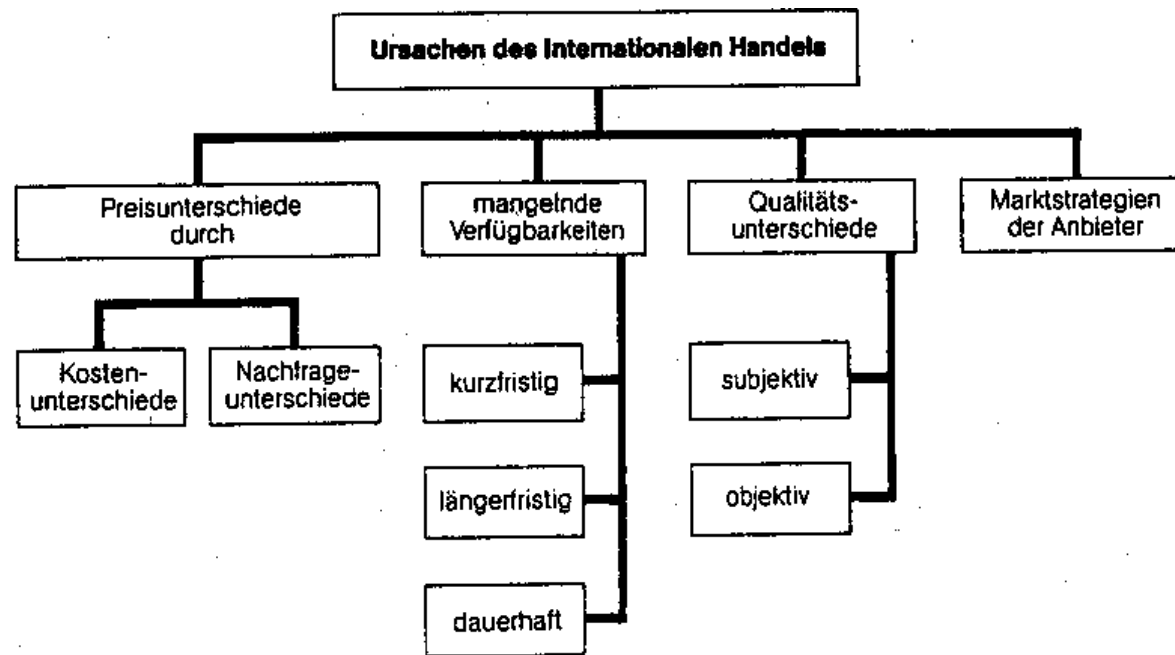 Ursachen des Internationalen Handels
Preisunterschiede
durch
mangelnde
Verfügbarkeiten
Qualitäts-
unterschiede
Marktstrategien
der Anbieter
Kosten-
unterschiede
Nachfrage-
unterschiede
kurzfristig
subjektiv
längerfristig
objektiv
dauerhaft